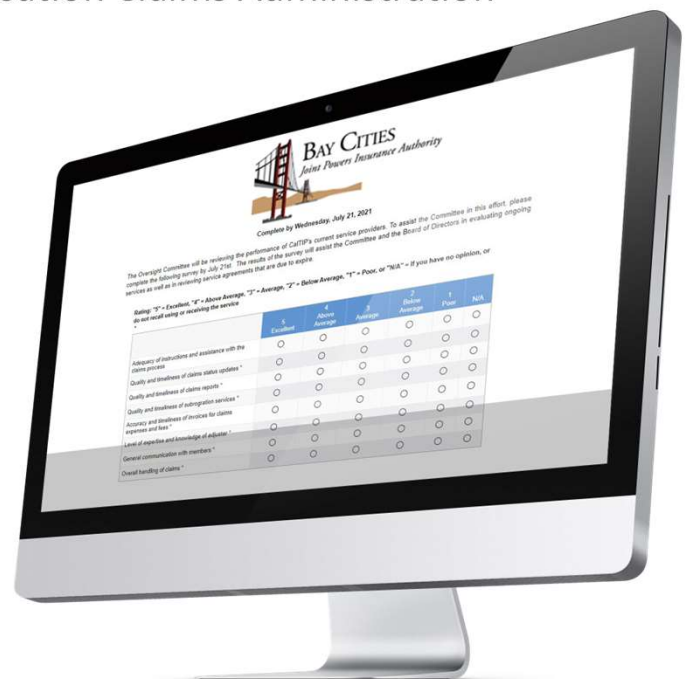 Claims Administration
BAY CITIES
Joint Powers Insurance Authority
Complete by Wednesday, July 21, 2021
The Oversight Committee will be reviewing the performance of CalTIP's current service providers. To assist the Committee in this effort, please
complete the following survey by July 21st. The results of the survey will assist the Committee and the Board of Directors in evaluating ongoing
services as well as in reviewing service agreements that are due to expire.
Rating: "5" = Excellent, "4" = Above Average, "3" = Average, "2" = Below Average, "1" = Poor, or "N/A" = if you have no opinion, or
do not recall using or receiving the service
*
5 Excellent 4 Above Average 3 Average 2 Below Average 1 Poor N/A
Adequacy of instructions and assistance with the
claims process
Quality and timeliness of claims status updates *
Quality and timeliness of claims reports *
Quality and timeliness of subrogation services *
Accuracy and timeliness of invoices for claims
expenses and fees *
Level of expertise and knowledge of adjuster *
General communication with members *
Overall handling of claims *